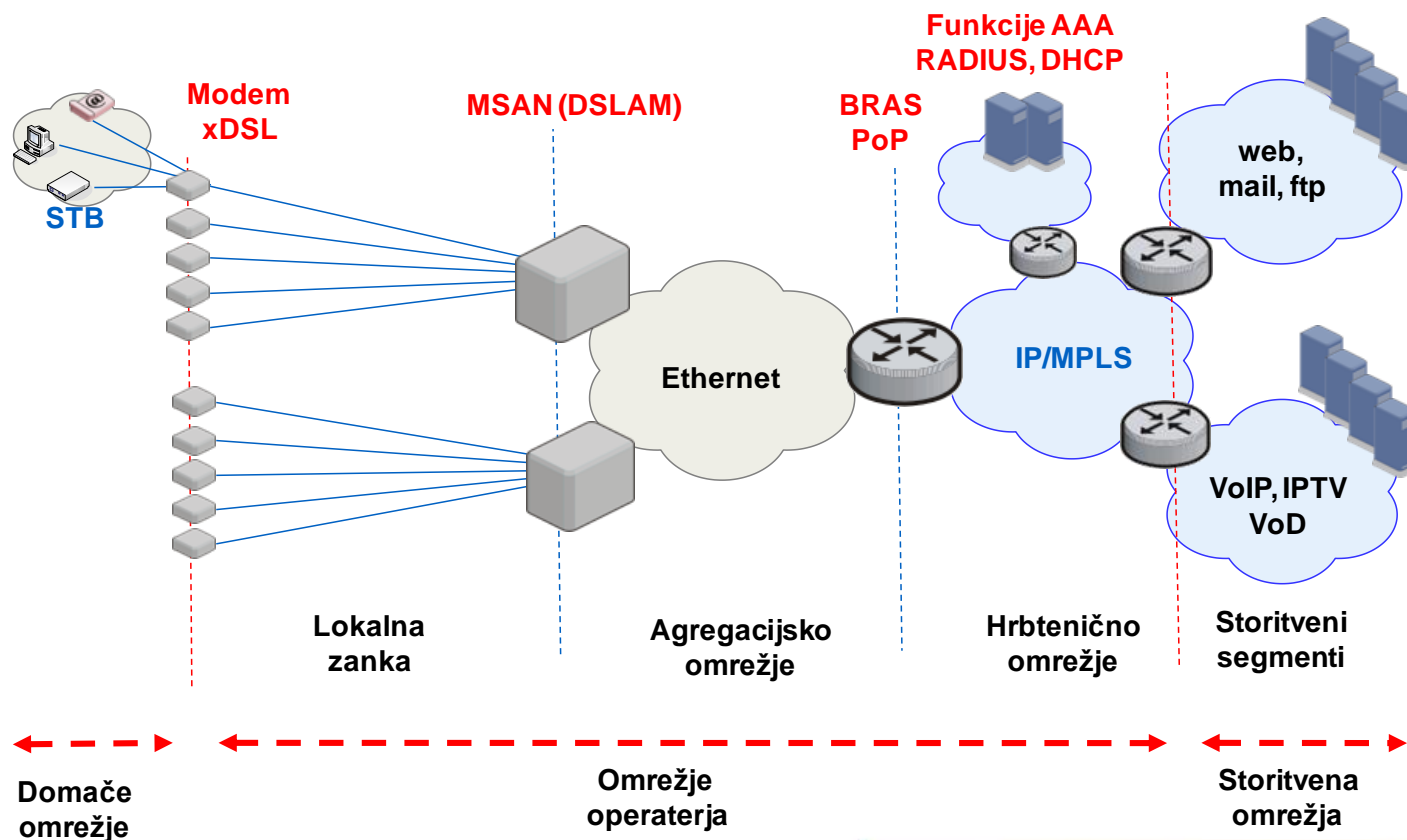 Funkcije AAA
RADIUS, DHCP
Modem
xDSL
MSAN (DSLAM)
BRAS
PoP
@
STB
web,
mail, ftp
Ethernet
IP/MPLS
VoIP, IPTV
VoD
Lokalna
zanka
Agregacijsko
omrežje
Hrbtenično
omrežje
Storitveni
segmenti
Domače
omrežje
Omrežje
operaterja
Storitvena
omrežja